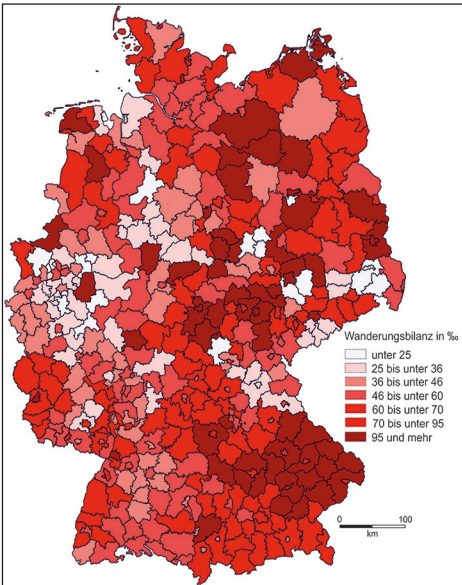 Wanderungsbilanz in ‰
unter 25
25 bis unter 36
36 bis unter 46
46 bis unter 60
60 bis unter 70
70 bis unter 95
95 und mehr
0 100
km